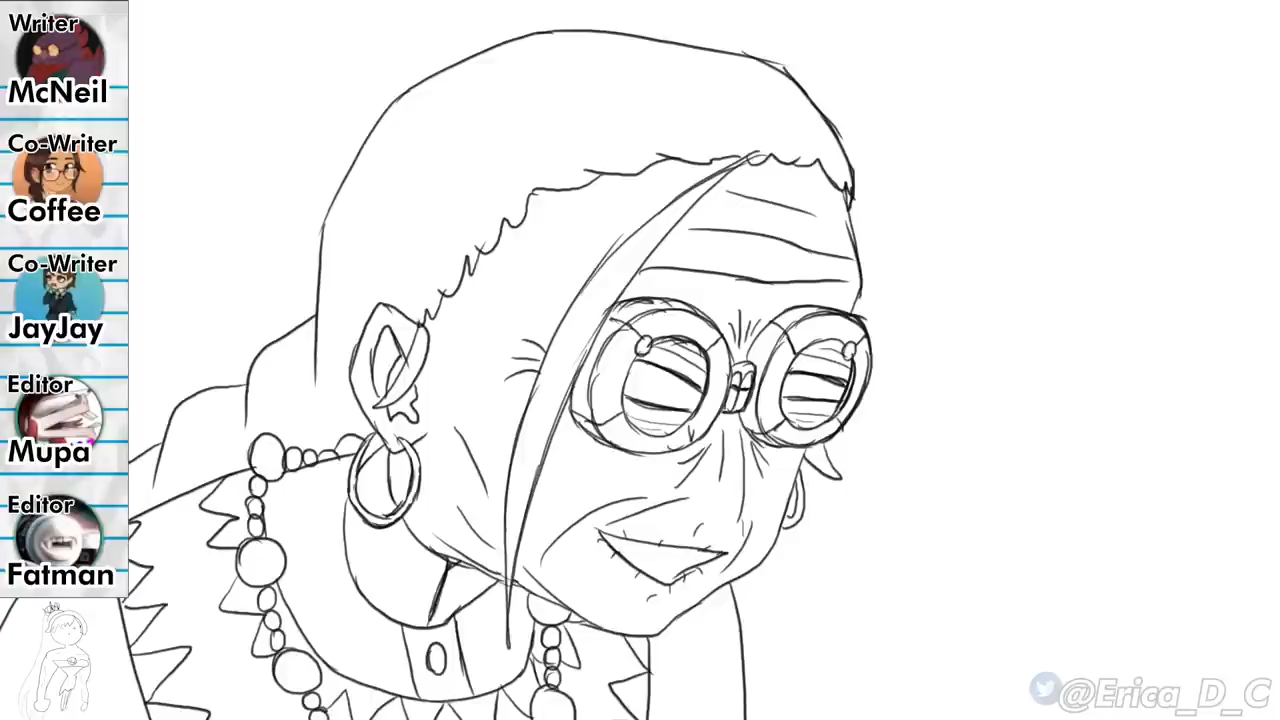 Writer
McNeil
Co-Writer
Coffee
Co-Writer
JayJay
Editor
Mupa
Editor
Fatman
@Erica_D_C